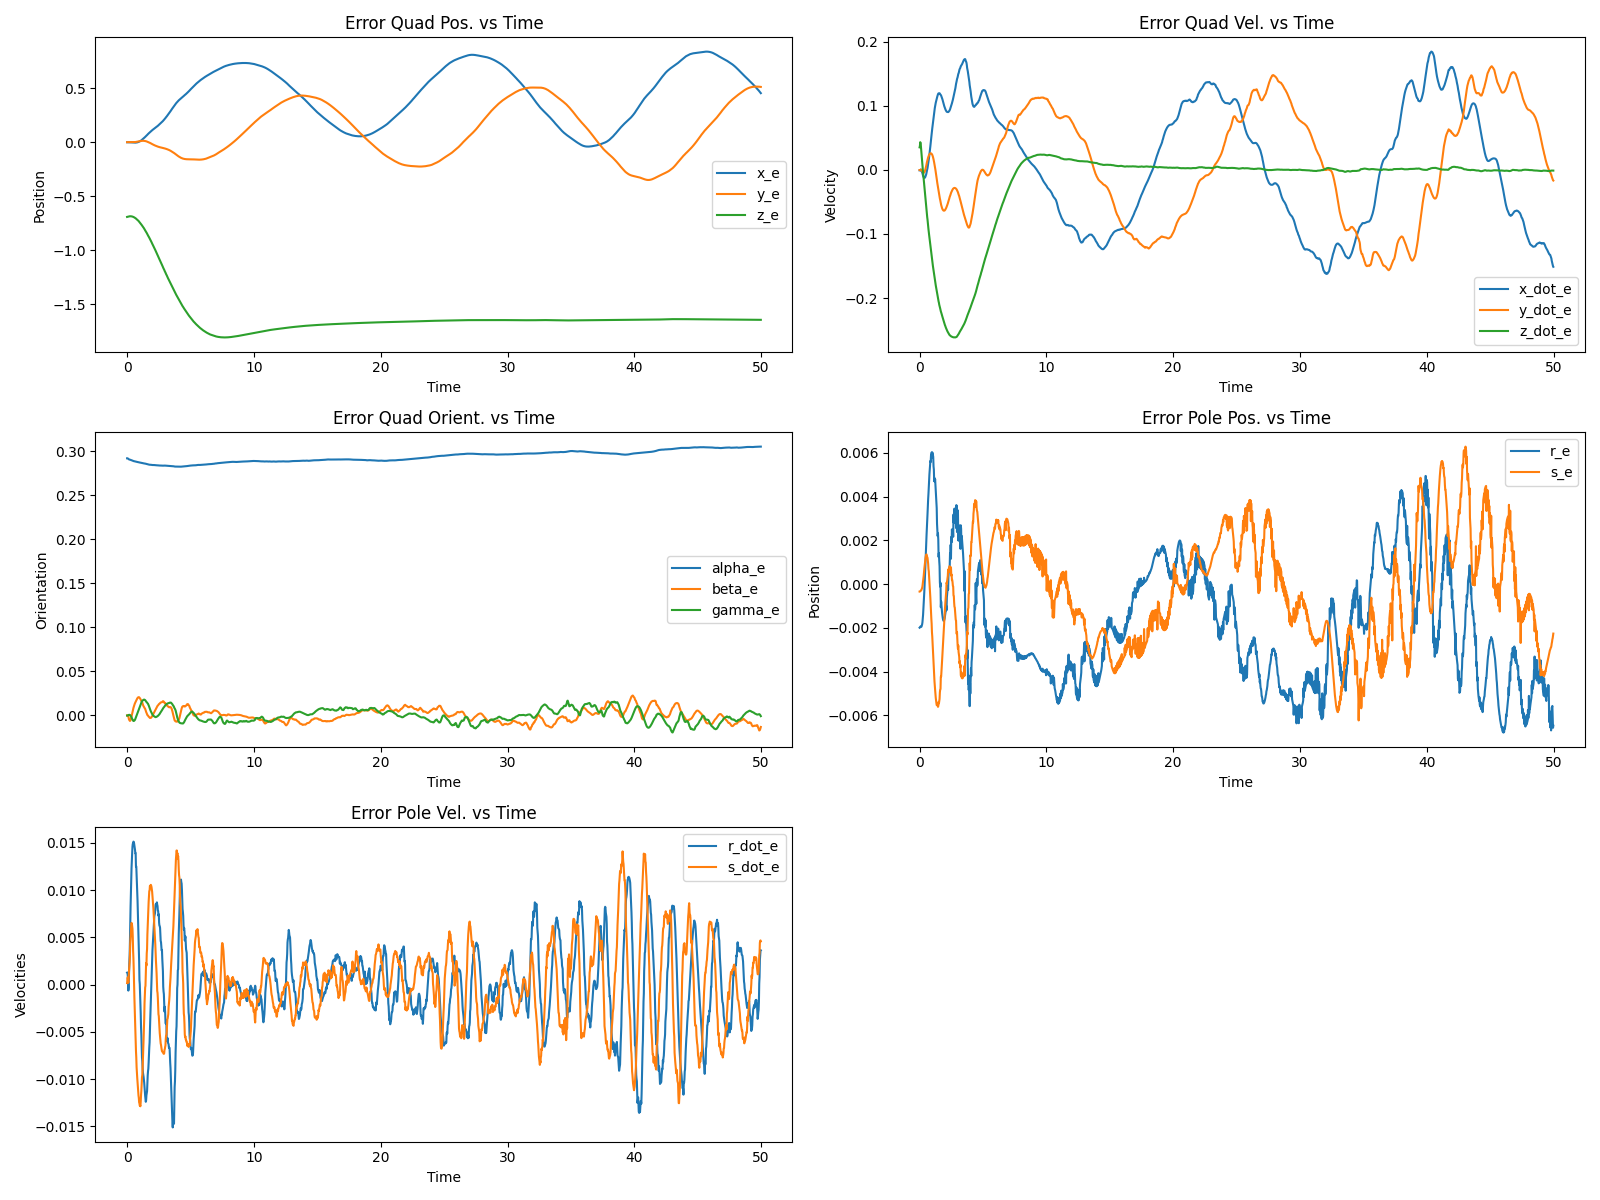 Error Quad Pos. vs Time
Position
0.5
0.0
−0.5
−1.0
−1.5
x_e
y_e
z_e
0 10 20 30 40 50
Time
Error Quad Vel. vs Time
Velocity
0.2
0.1
0.0
−0.1
−0.2
x_dot_e
y_dot_e
z_dot_e
0 10 20 30 40 50
Time
Error Quad Orient. vs Time
Orientation
0.30
0.25
0.20
0.15
0.10
0.05
0.00
alpha_e
beta_e
gamma_e
0 10 20 30 40 50
Time
Error Pole Pos. vs Time
Position
0.006
0.004
0.002
0.000
−0.002
−0.004
−0.006
r_e
s_e
0 10 20 30 40 50
Time
Error Pole Vel. vs Time
Velocities
0.015
0.010
0.005
0.000
−0.005
−0.010
−0.015
r_dot_e
s_dot_e
0 10 20 30 40 50
Time